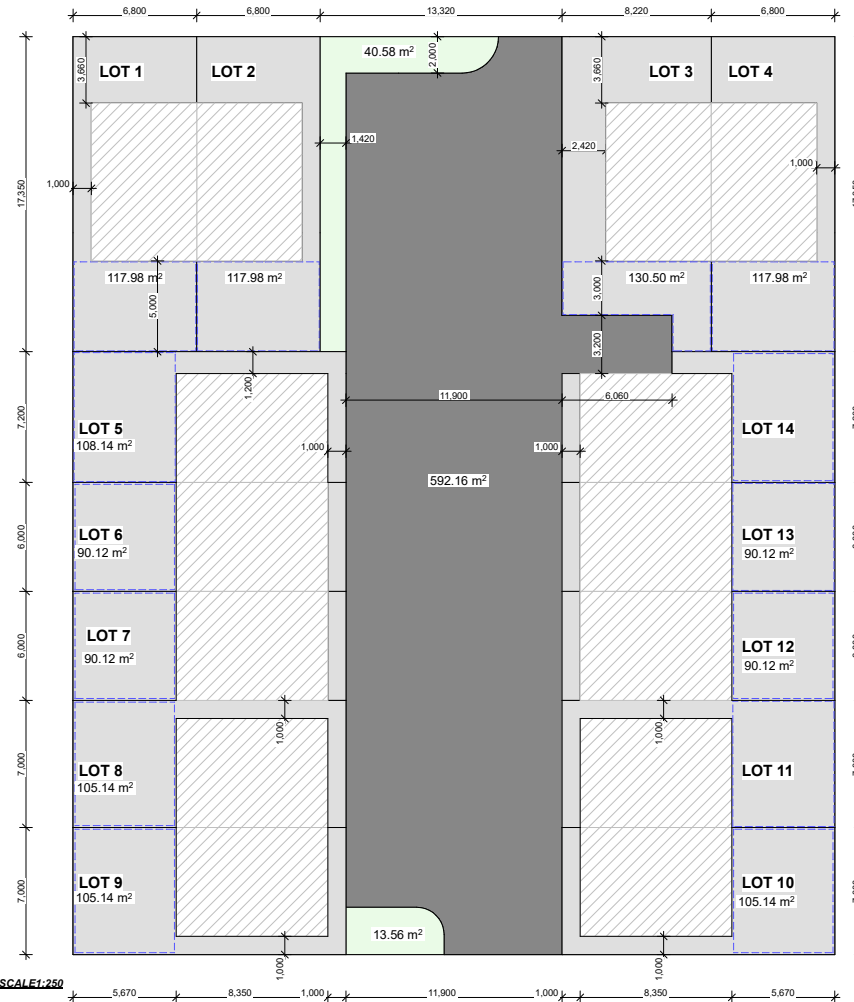 6,800 6,800 13,320 8,220 6,800
40.58 m²
2,000
3,660 3,660
LOT 1 LOT 2 LOT 3 LOT 4
1,420 2,420
1,000 1,000
17,350
117.98 m² 117.98 m² 130.50 m² 117.98 m²
5,000 3,000
3,200
1,200
11,900 6,060
7,200
LOT 5 LOT 14
108.14 m²
1,000 1,000
592.16 m²
6,000
LOT 6 LOT 13
90.12 m² 90.12 m²
6,000
LOT 7 LOT 12
90.12 m² 90.12 m²
1,000 1,000
7,000
LOT 8 LOT 11
105.14 m²
7,000
LOT 9 LOT 10
105.14 m² 105.14 m²
13.56 m²
1,000 1,000
SCALE1:250
5,670 8,350 1,000 11,900 1,000 8,350 5,670